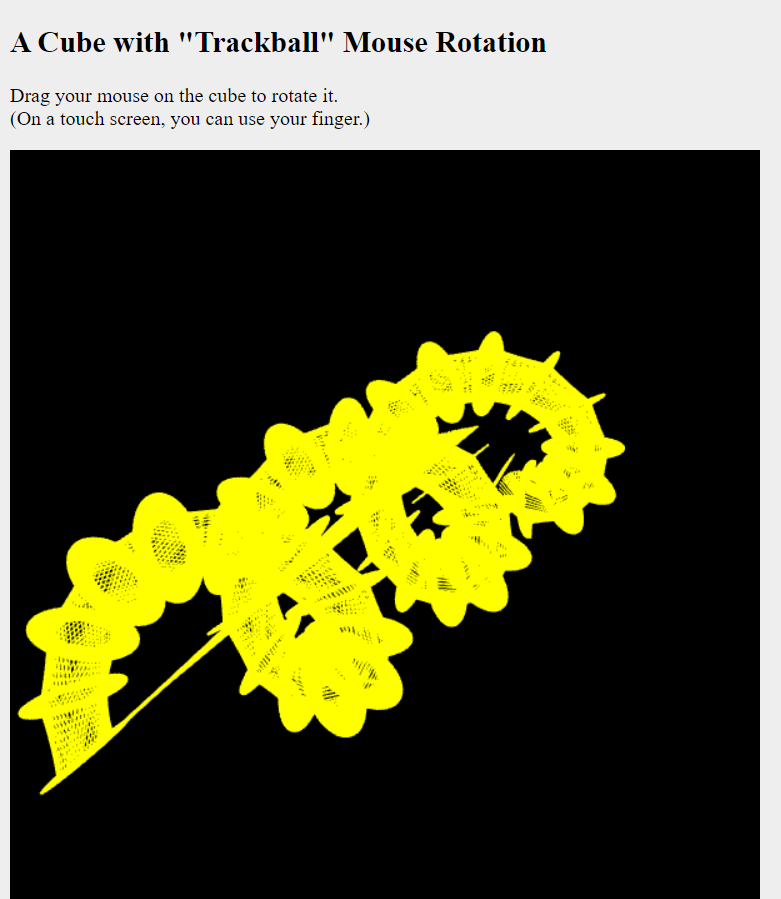 A Cube with "Trackball" Mouse Rotation
Drag your mouse on the cube to rotate it.
(On a touch screen, you can use your finger.)